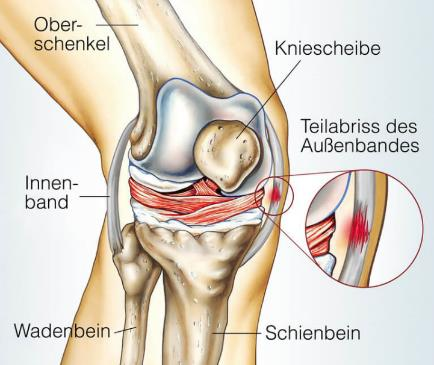 Ober-
schenkel
Kniescheibe
Teilabriss des
Außenbandes
Innen-
band
Wadenbein
Schienbein